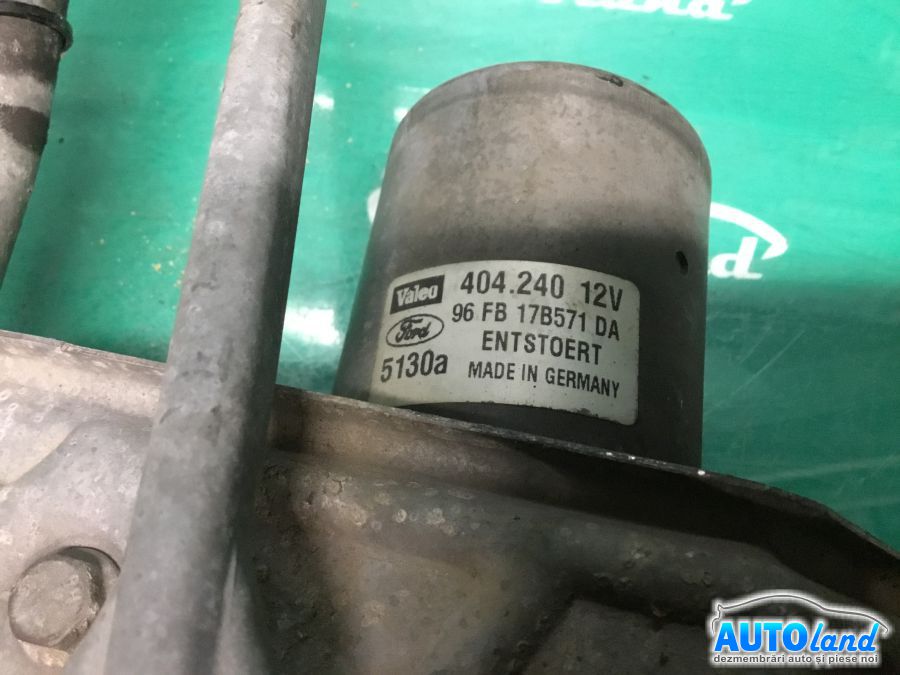 Valeo 404.240 12V
Ford 96 FB 17B571 DA
ENTSTOERT
5130a MADE IN GERMANY
land
AUTOland
dezmembrări auto și piese noi